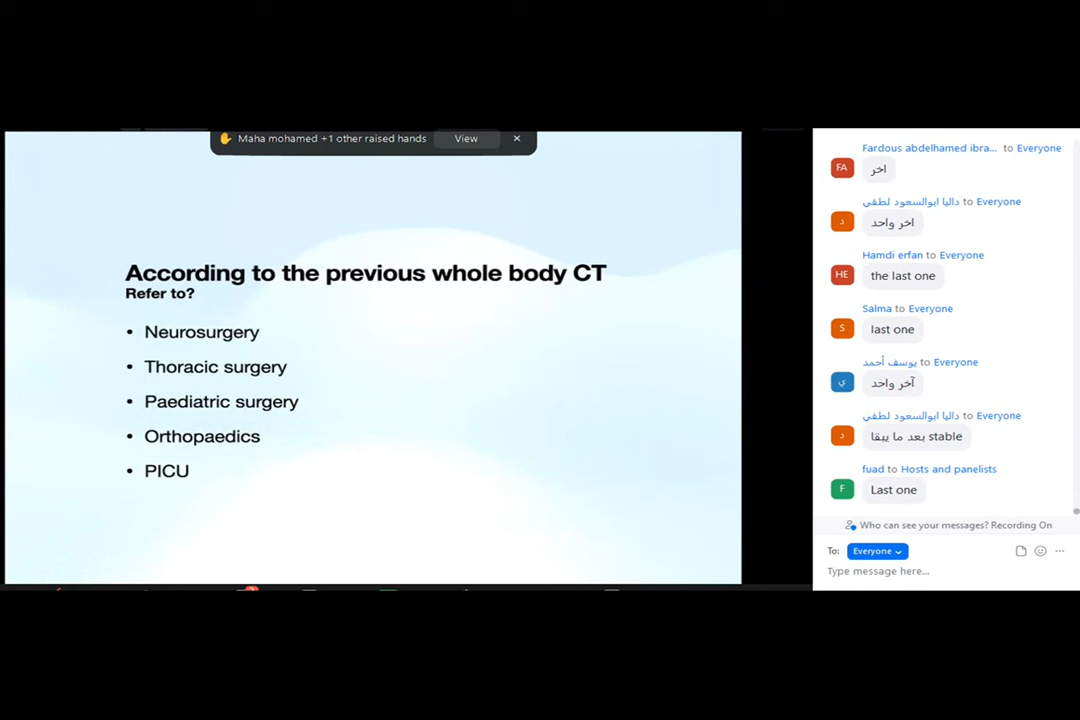 Maha mohamed +1 other raised hands View
According to the previous whole body CT
Refer to?
• Neurosurgery
• Thoracic surgery
• Paediatric surgery
• Orthopaedics
• PICU
Fardous abdelhamed ibra... to Everyone
FA
اخر
داليا ابوالسعود لطفي to Everyone
د
اخر واحد
Hamdi erfan to Everyone
HE
the last one
Salma to Everyone
S
last one
يوسف أحمد to Everyone
ي
آخر واحد
داليا ابوالسعود لطفي to Everyone
د
بعد ما يبقا stable
fuad to Hosts and panelists
F
Last one
Who can see your messages? Recording On
To: Everyone
Type message here...